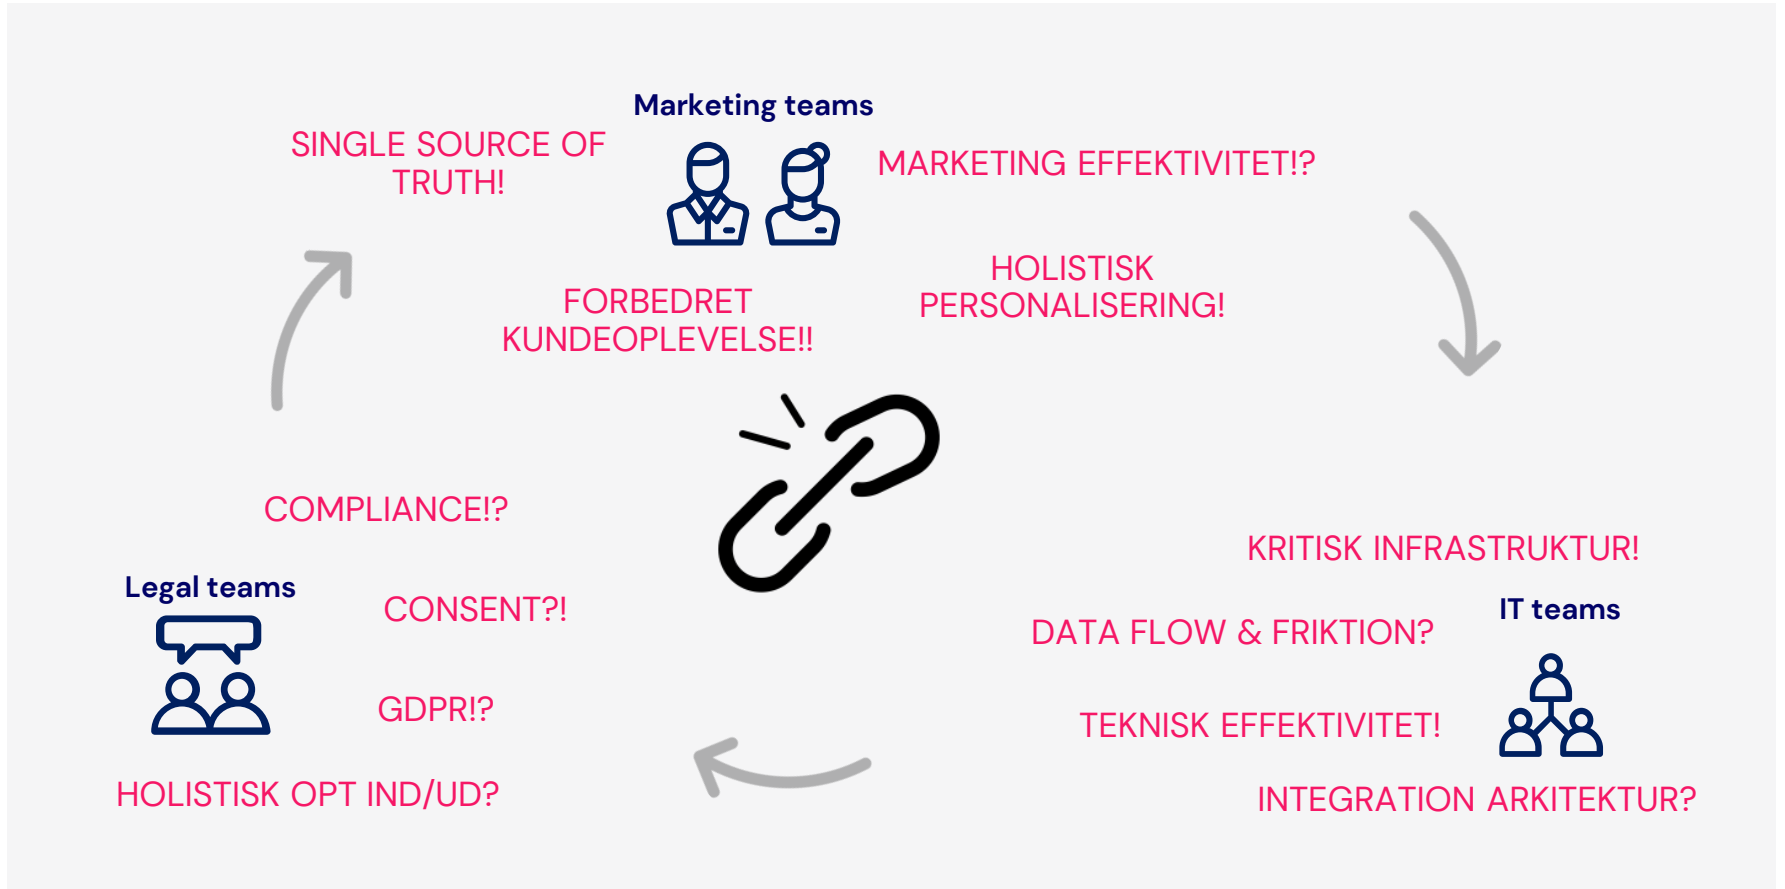 Marketing teams
SINGLE SOURCE OF
TRUTH!
MARKETING EFFEKTIVITET!?
HOLISTISK
PERSONALISERING!
FORBEDRET
KUNDEOPLEVELSE!!
COMPLIANCE!?
Legal teams
CONSENT?!
GDPR!?
HOLISTISK OPT IND/UD?
KRITISK INFRASTRUKTUR!
IT teams
DATA FLOW & FRIKTION?
TEKNISK EFFEKTIVITET!
INTEGRATION ARKITEKTUR?